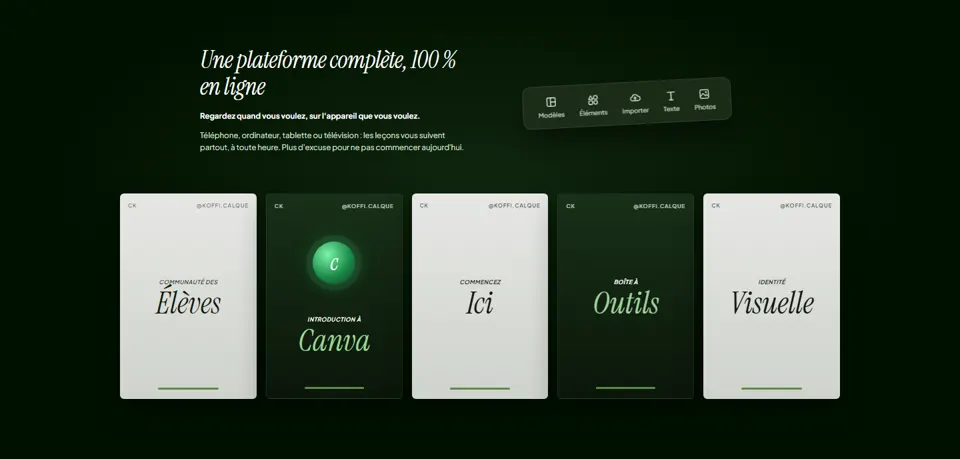 Une plateforme complète, 100 %
en ligne
Regardez quand vous voulez, sur l'appareil que vous voulez.
Téléphone, ordinateur, tablette ou télévision : les leçons vous suivent
partout, à toute heure. Plus d'excuse pour ne pas commencer aujourd'hui.
Modèles
Éléments
Importer
Texte
Photos
CK
@KOFFI.CALQUE
COMMUNAUTÉ DES
Élèves
CK
@KOFFI.CALQUE
C
INTRODUCTION À
Canva
CK
@KOFFI.CALQUE
COMMENCEZ
Ici
CK
@KOFFI.CALQUE
BOÎTE À
Outils
CK
@KOFFI.CALQUE
IDENTITÉ
Visuelle